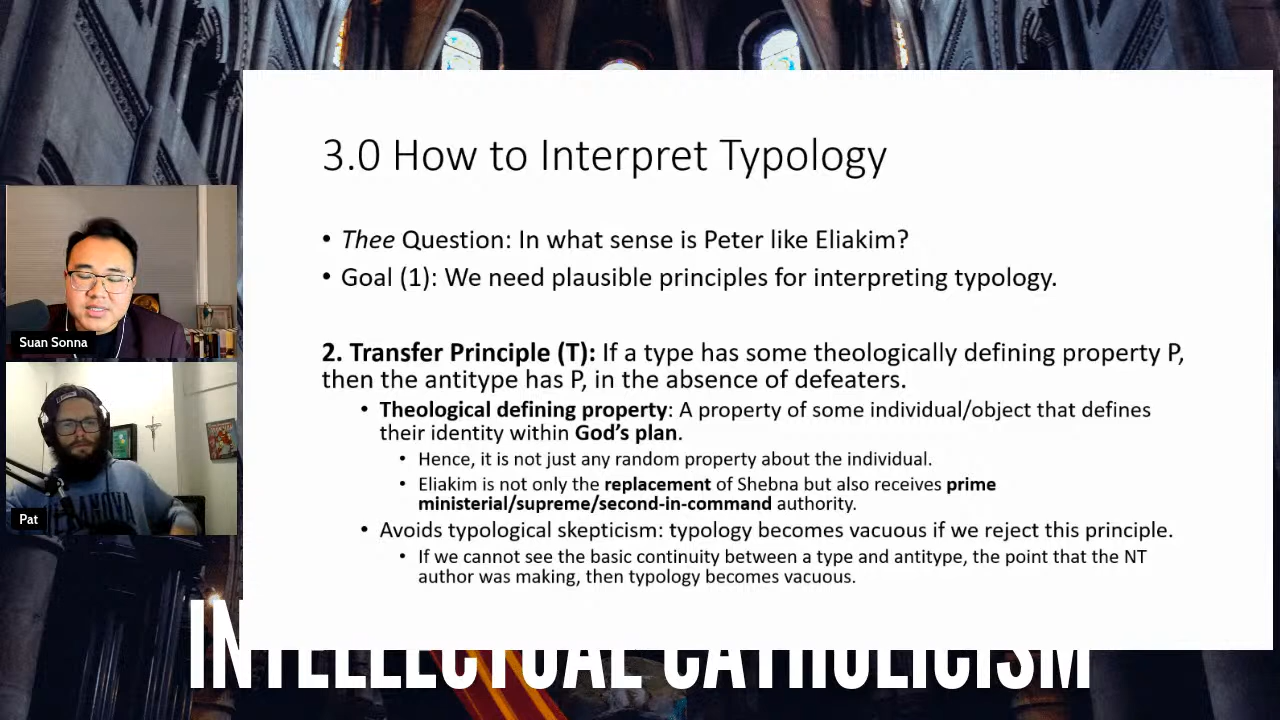 3.0 How to Interpret Typology
• Thee Question: In what sense is Peter like Eliakim?
• Goal (1): We need plausible principles for interpreting typology.
2. Transfer Principle (T): If a type has some theologically defining property P,
then the antitype has P, in the absence of defeaters.
• Theological defining property: A property of some individual/object that defines
their identity within God's plan.
• Hence, it is not just any random property about the individual.
• Eliakim is not only the replacement of Shebna but also receives prime
ministerial/supreme/second-in-command authority.
• Avoids typological skepticism: typology becomes vacuous if we reject this principle.
• If we cannot see the basic continuity between a type and antitype, the point that the NT
author was making, then typology becomes vacuous.
Suan Sonna
Pat
INTELLECTUAL CATHOLICISM